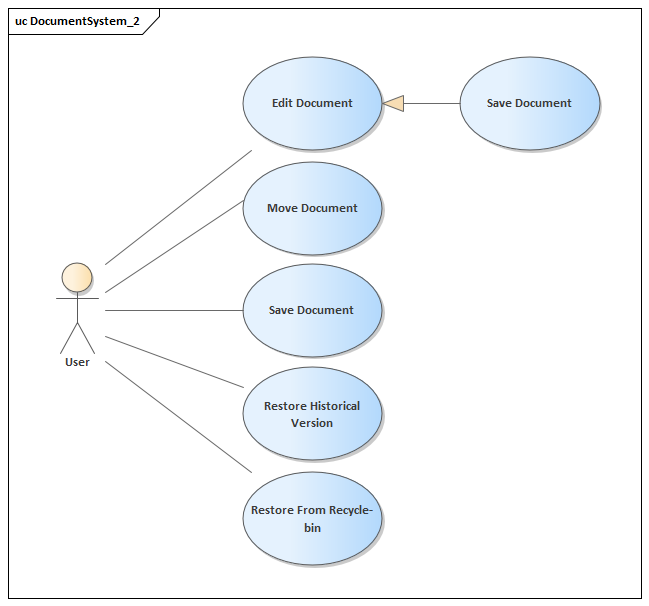 uc DocumentSystem_2
Edit Document
Save Document
Move Document
Save Document
User
Restore Historical
Version
Restore From Recycle-
bin